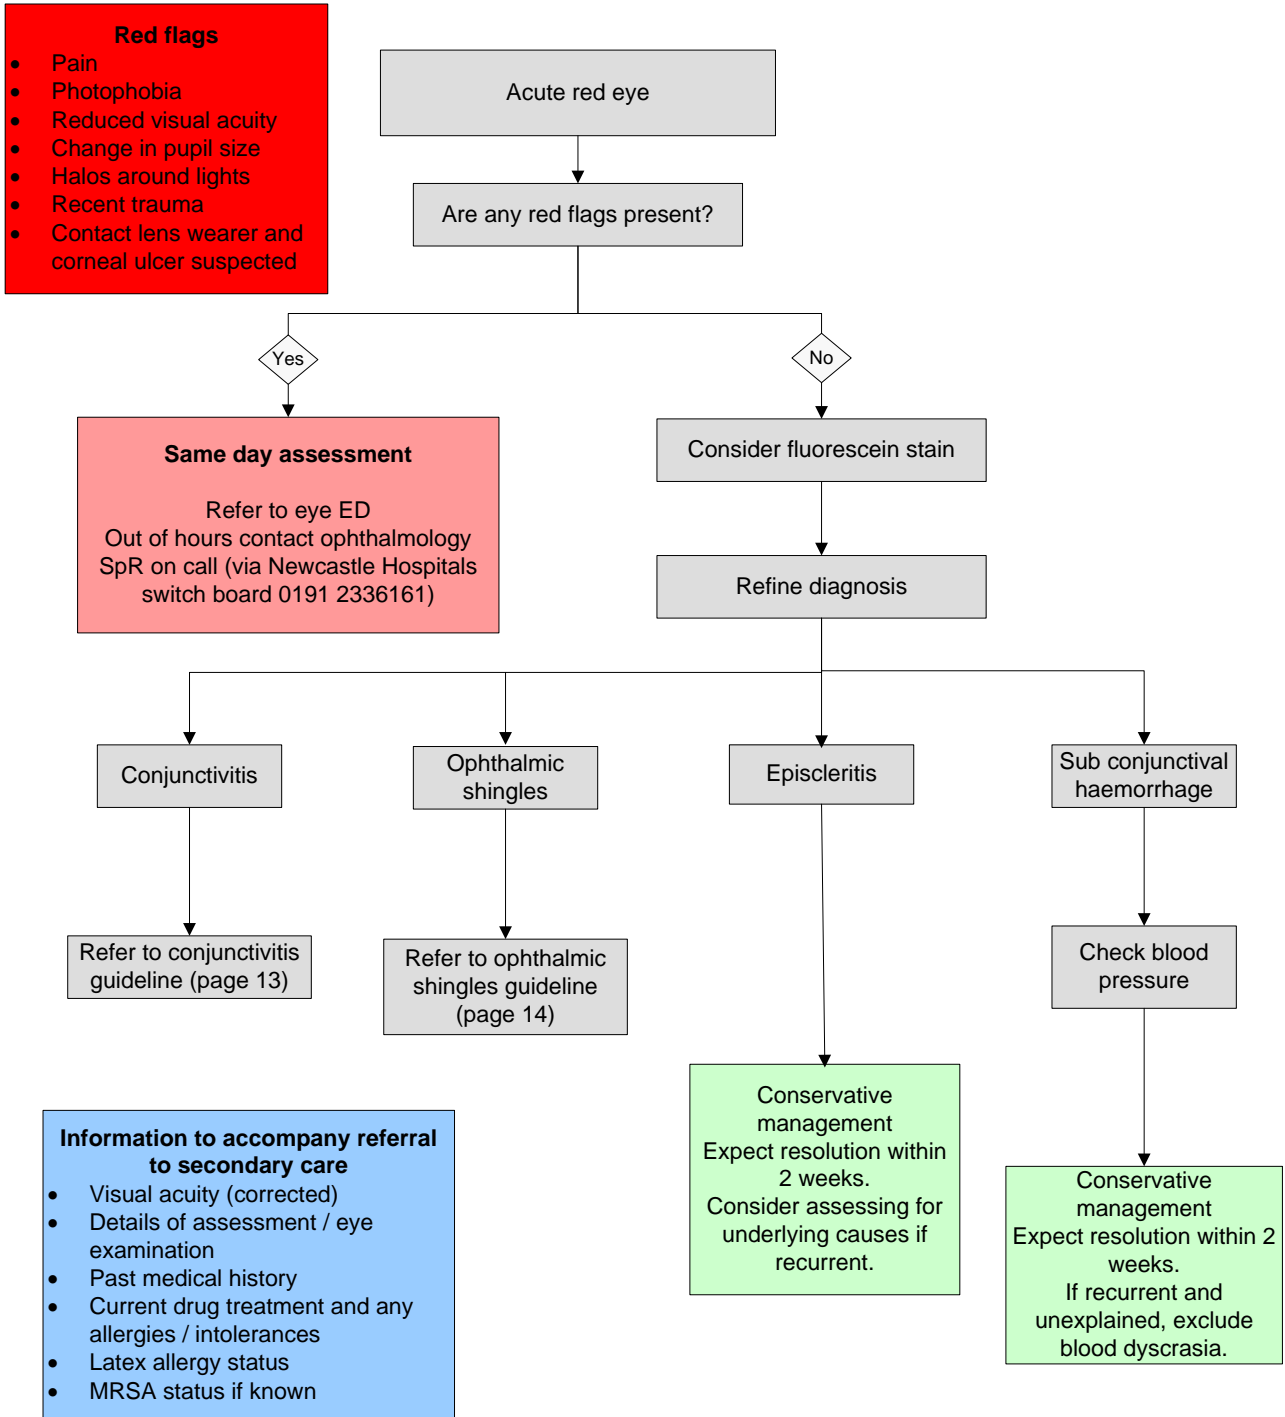 Red flags
• Pain
• Photophobia
• Reduced visual acuity
• Change in pupil size
• Halos around lights
• Recent trauma
• Contact lens wearer and
corneal ulcer suspected
Acute red eye
Are any red flags present?
Yes
No
Same day assessment
Refer to eye ED
Out of hours contact ophthalmology
SpR on call (via Newcastle Hospitals
switch board 0191 2336161)
Consider fluorescein stain
Refine diagnosis
Conjunctivitis
Ophthalmic
shingles
Episcleritis
Sub conjunctival
haemorrhage
Refer to conjunctivitis
guideline (page 13)
Refer to ophthalmic
shingles guideline
(page 14)
Check blood
pressure
Conservative
management
Expect resolution within
2 weeks.
Consider assessing for
underlying causes if
recurrent.
Conservative
management
Expect resolution within 2
weeks.
If recurrent and
unexplained, exclude
blood dyscrasia.
Information to accompany referral
to secondary care
• Visual acuity (corrected)
• Details of assessment / eye
examination
• Past medical history
• Current drug treatment and any
allergies / intolerances
• Latex allergy status
• MRSA status if known